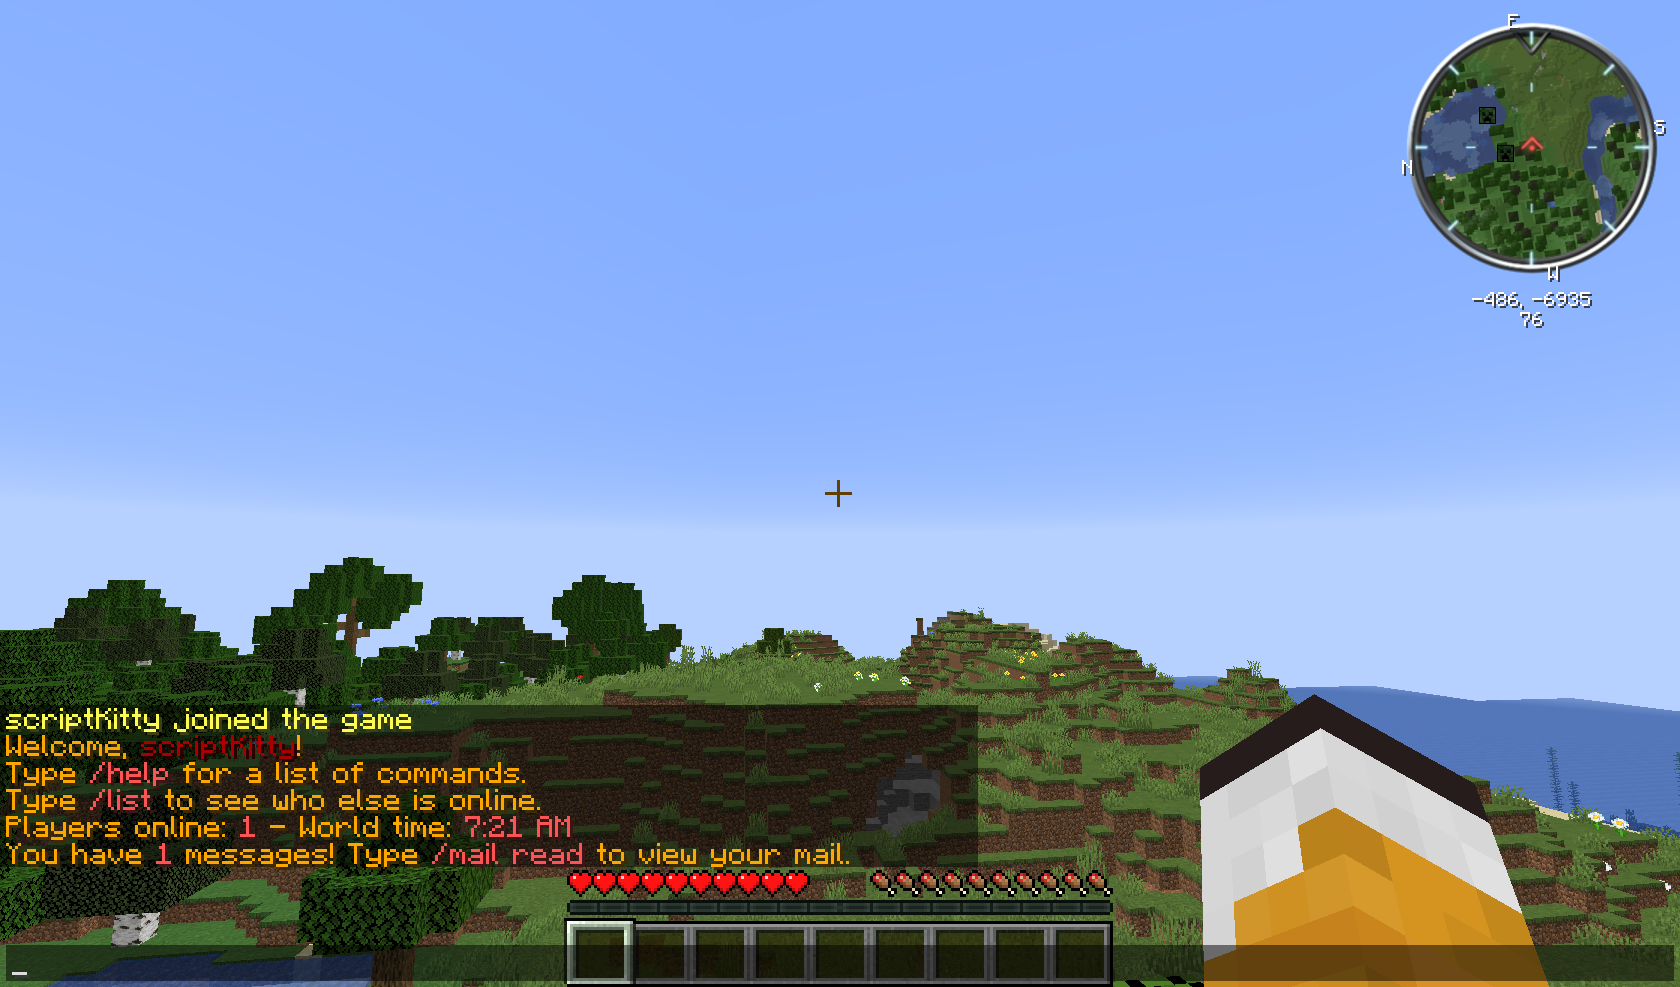 E
S
N
W
-486, -6935
76
scriptKitty joined the game
Welcome, scriptKitty!
Type /help for a list of commands.
Type /list to see who else is online.
Players online: 1 - World time: 7:21 AM
You have 1 messages! Type /mail read to view your mail.
_